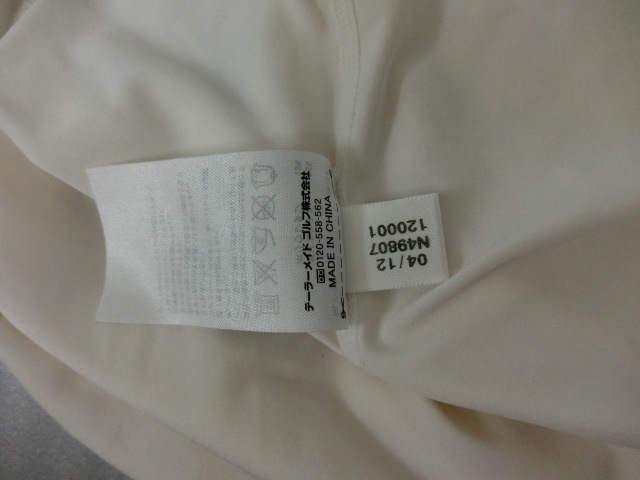 テーラーメイド ゴルフ株式会社
0120-558-562
MADE IN CHINA
04/12
N49807
120001